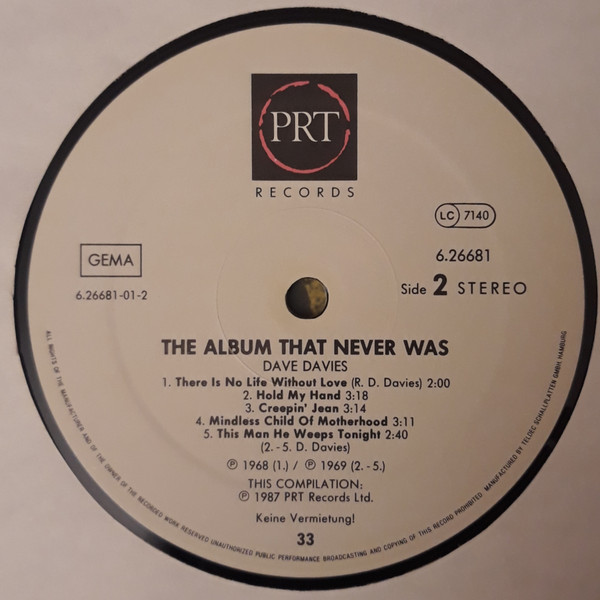 PRT
RECORDS
LC 7140
GEMA
6.26681
6.26681-01-2
Side 2 STEREO
THE ALBUM THAT NEVER WAS
DAVE DAVIES
1. There Is No Life Without Love (R. D. Davies) 2:00
2. Hold My Hand 3:18
3. Creepin' Jean 3:14
4. Mindless Child Of Motherhood 3:11
5. This Man He Weeps Tonight 2:40
(2.-5. D. Davies)
℗ 1968 (1.) / ℗ 1969 (2.-5.)
THIS COMPILATION:
℗ 1987 PRT Records Ltd.
Keine Vermietung!
33
ALL RIGHTS OF THE MANUFACTURER AND OF THE OWNER OF THE RECORDED WORK RESERVED UNAUTHORIZED PUBLIC PERFORMANCE BROADCASTING AND COPYING OF THIS RECORD PROHIBITED. MANUFACTURED BY TELDEC SCHALLPLATTEN GMBH, HAMBURG